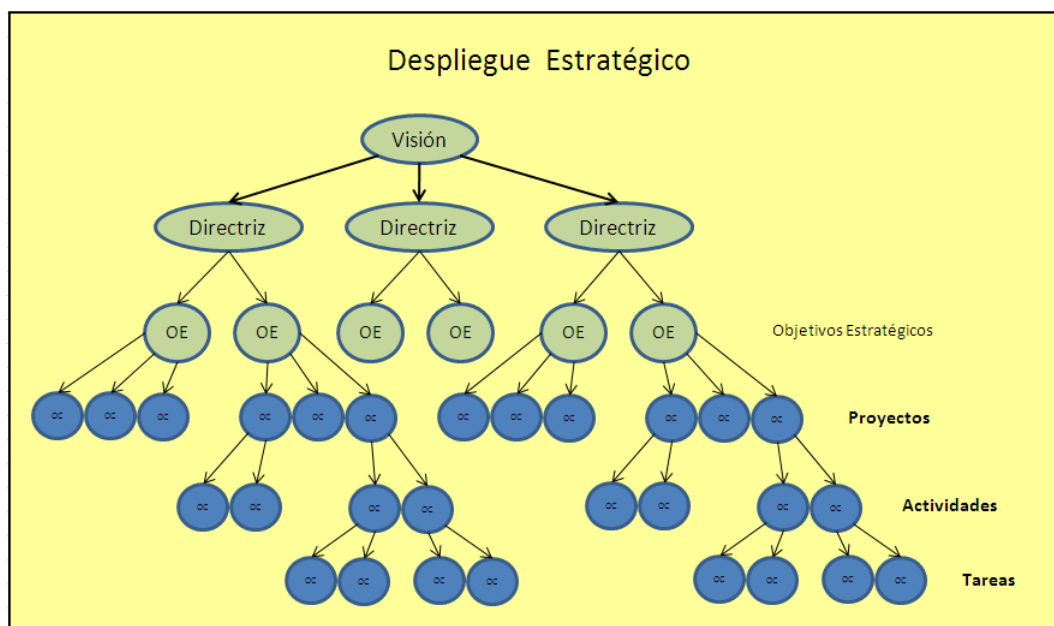 Despliegue Estratégico
Visión
Directriz Directriz Directriz
OE OE OE OE OE OE Objetivos Estratégicos
Proyectos
Actividades
Tareas